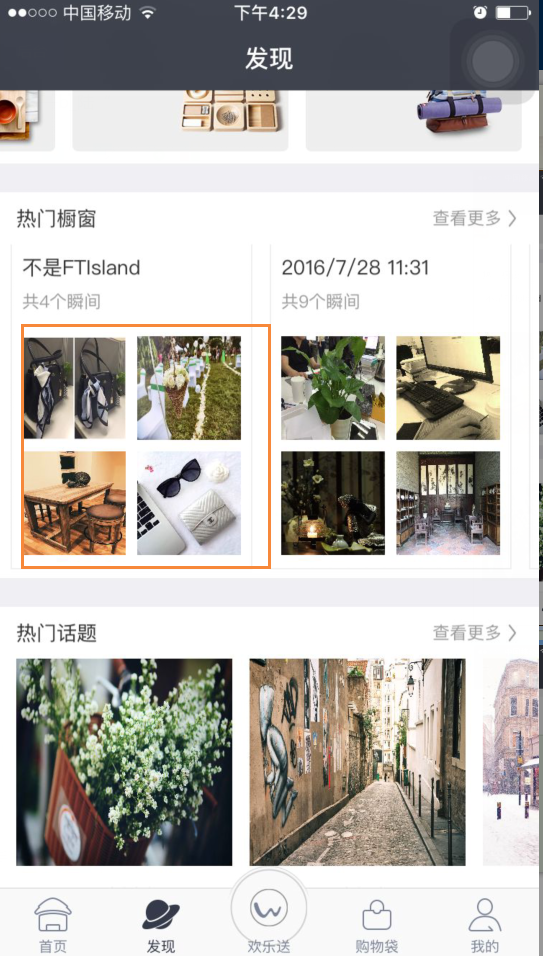 中国移动 下午4:29
发现
热门橱窗 查看更多
不是FTIsland
共4个瞬间
2016/7/28 11:31
共9个瞬间
热门话题 查看更多
首页 发现 欢乐送 购物袋 我的